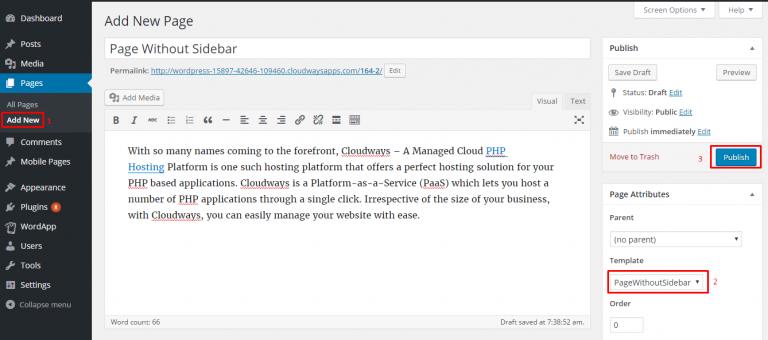 Screen Options ▼
Help ▼
Dashboard
Posts
Media
Pages
All Pages
Add New 1
Comments
Mobile Pages
Appearance
Plugins 8
WordApp
Users
Tools
Settings
Collapse menu
Add New Page
Page Without Sidebar
Permalink: http://wordpress-15897-42646-109460.cloudwaysapps.com/164-2/ Edit
Add Media
Visual Text
B I ABC
With so many names coming to the forefront, Cloudways – A Managed Cloud PHP
Hosting Platform is one such hosting platform that offers a perfect hosting solution for your
PHP based applications. Cloudways is a Platform-as-a-Service (PaaS) which lets you host a
number of PHP applications through a single click. Irrespective of the size of your business,
with Cloudways, you can easily manage your website with ease.
Word count: 66 Draft saved at 7:38:52 am.
Publish
Save Draft Preview
Status: Draft Edit
Visibility: Public Edit
Publish immediately Edit
Move to Trash 3 Publish
Page Attributes
Parent
(no parent)
Template
PageWithoutSidebar 2
Order
0